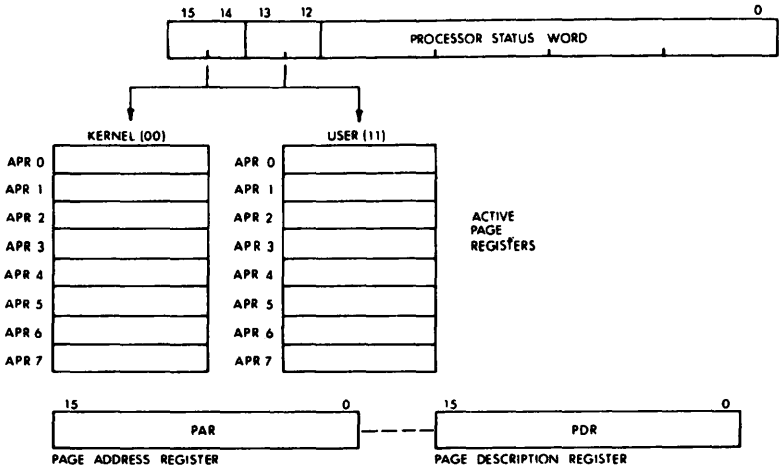 15 14 13 12 0
PROCESSOR STATUS WORD
KERNEL (00) USER (11)
APR 0 APR 0
APR 1 APR 1
APR 2 APR 2
APR 3 APR 3
APR 4 APR 4
APR 5 APR 5
APR 6 APR 6
APR 7 APR 7
ACTIVE
PAGE
REGISTERS
15 0 15 0
PAR PDR
PAGE ADDRESS REGISTER PAGE DESCRIPTION REGISTER